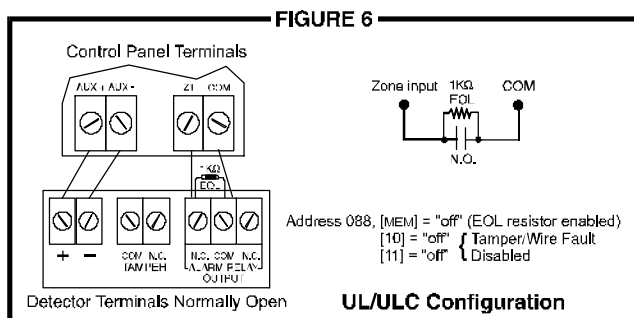 FIGURE 6
Control Panel Terminals
AUX + AUX -
Z1 COM
1KΩ
EOL
+ - COM N.C. N.O. COM N.C.
TAMPER ALARM RELAY
OUTPUT
Detector Terminals Normally Open
Zone input 1KΩ COM
EOL
N.O.
Address 088, [MEM] = "off" (EOL resistor enabled)
[10] = "off" { Tamper/Wire Fault
[11] = "off" Disabled
UL/ULC Configuration